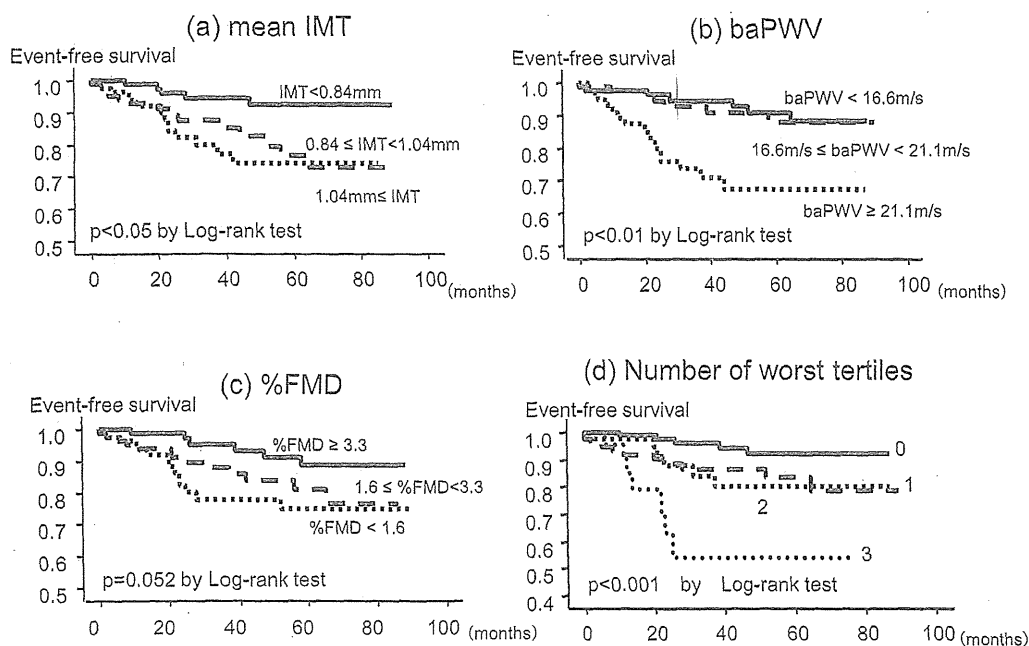 (a) mean IMT
Event-free survival
1.0
0.9
0.8
0.7
0.6
0.5
IMT<0.84mm
0.84 ≤ IMT<1.04mm
1.04mm≤ IMT
p<0.05 by Log-rank test
0 20 40 60 80 100 (months)
(b) baPWV
Event-free survival
1.0
0.9
0.8
0.7
0.6
0.5
baPWV < 16.6m/s
16.6m/s ≤ baPWV < 21.1m/s
baPWV ≥ 21.1m/s
p<0.01 by Log-rank test
0 20 40 60 80 100 (months)
(c) %FMD
Event-free survival
1.0
0.9
0.8
0.7
0.6
0.5
%FMD ≥ 3.3
1.6 ≤ %FMD<3.3
%FMD < 1.6
p=0.052 by Log-rank test
0 20 40 60 80 100 (months)
(d) Number of worst tertiles
Event-free survival
1.0
0.9
0.8
0.7
0.6
0.5
0.4
0
1
2
3
p<0.001 by Log-rank test
0 20 40 60 80 100 (months)